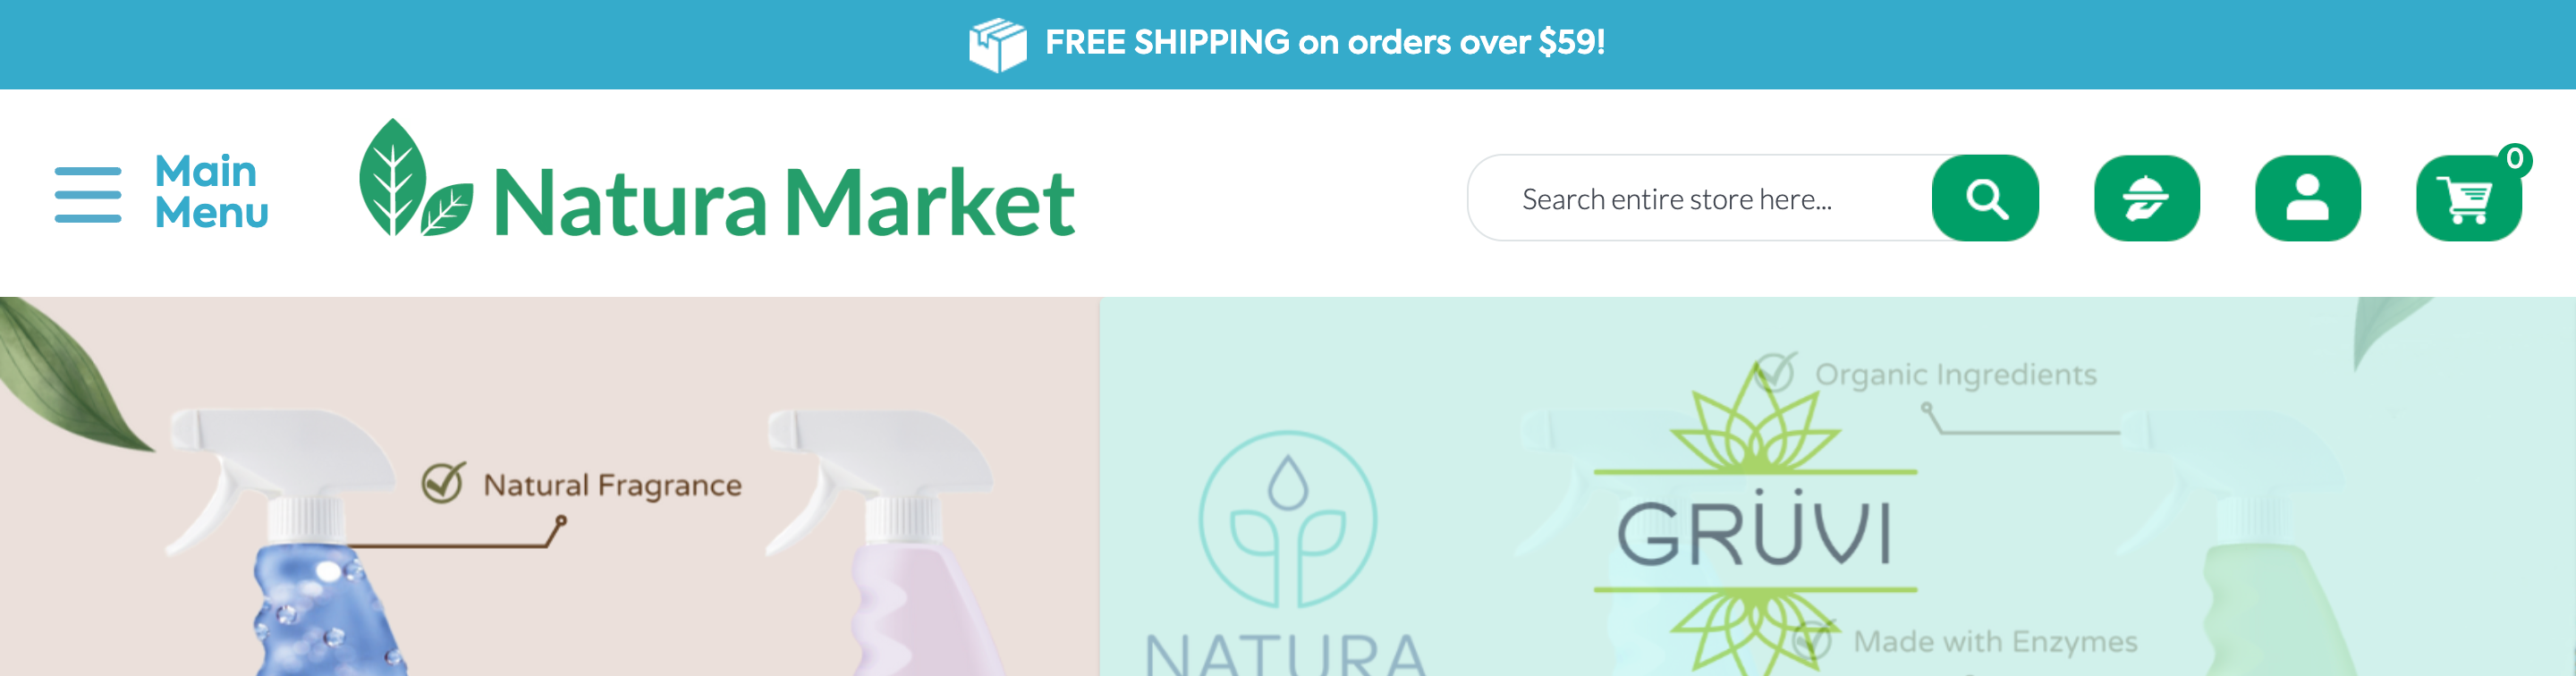 FREE SHIPPING on orders over $59!
Main
Menu
Natura Market
Search entire store here...
0
Organic Ingredients
Natural Fragrance
GRÜVI
Made with Enzymes
NATURA